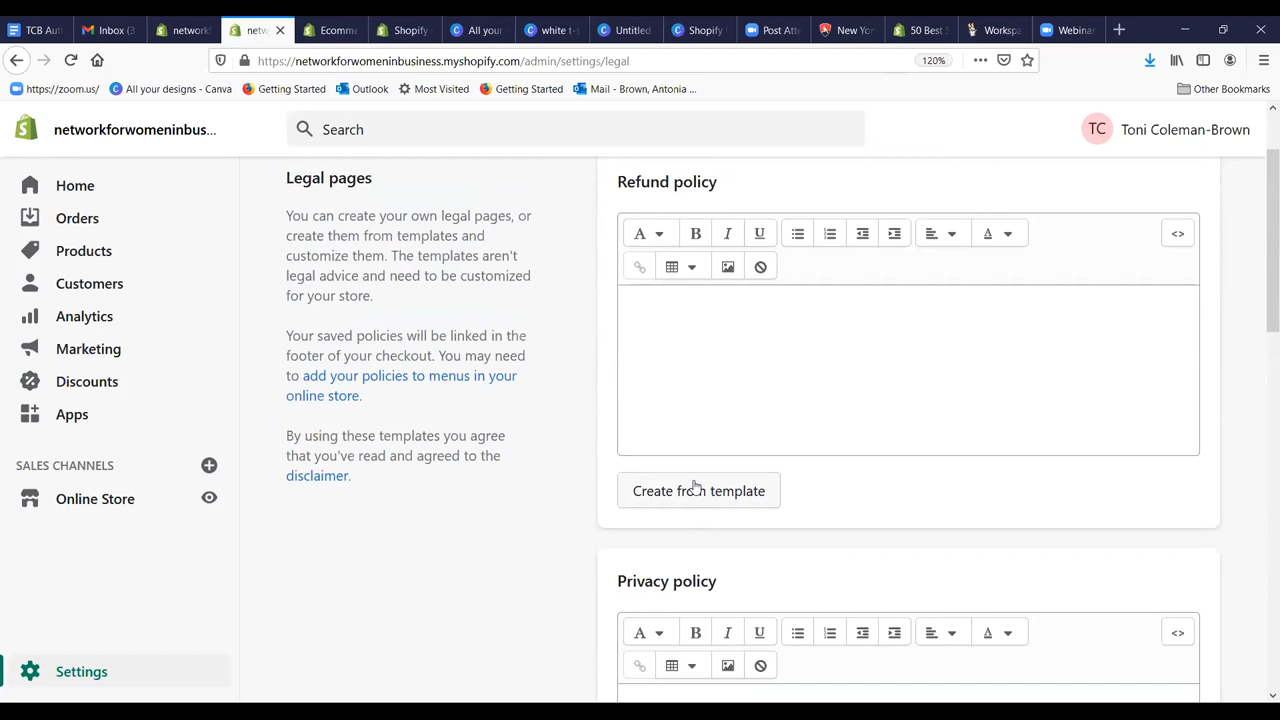 TCB Aut
Inbox (3
network
netw
Ecomme
Shopify
All your
white t-s
Untitled
Shopify
Post Atte
New Yor
50 Best
Workspa
Webinar
https://networkforwomeninbusiness.myshopify.com/admin/settings/legal
120%
https://zoom.us/
All your designs - Canva
Getting Started
Outlook
Most Visited
Getting Started
Mail - Brown, Antonia ...
Other Bookmarks
networkforwomeninbus...
Search
TC
Toni Coleman-Brown
Home
Orders
Products
Customers
Analytics
Marketing
Discounts
Apps
SALES CHANNELS
Online Store
Settings
Legal pages
You can create your own legal pages, or
create them from templates and
customize them. The templates aren't
legal advice and need to be customized
for your store.
Your saved policies will be linked in the
footer of your checkout. You may need
to add your policies to menus in your
online store.
By using these templates you agree
that you've read and agreed to the
disclaimer.
Refund policy
A B I U A <>
Create from template
Privacy policy
A B I U A <>